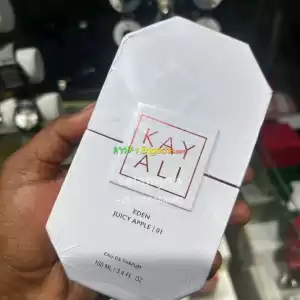 KAY
ALI
EDEN
JUICY APPLE | 01
EAU DE PARFUM
100 ML / 3.4 FL. OZ